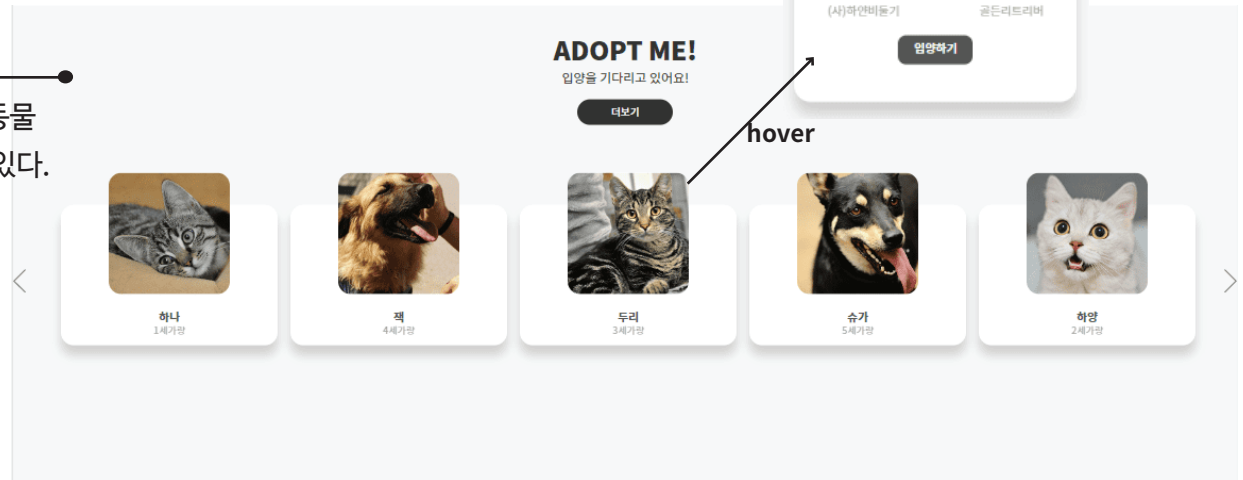 (사)하얀비둘기 골든리트리버
입양하기
ADOPT ME!
입양을 기다리고 있어요!
더보기
hover
동물
있다.
하나
1세가량
잭
4세가량
두리
3세가량
슈가
5세가량
하양
2세가량